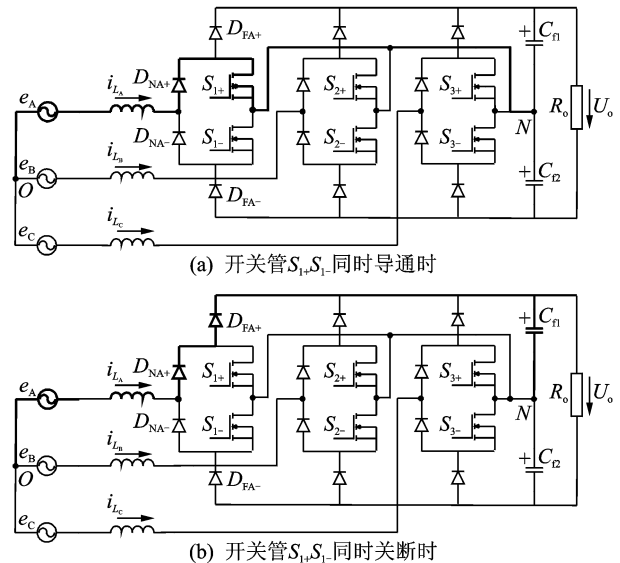 D_FA+ + C_f1
i_LA D_NA+ S_1+ S_2+ S_3+
e_A R_o U_o
N
D_NA− S_1− S_2− S_3−
i_LB
e_B + C_f2
O D_FA−
i_LC
e_C
(a) 开关管S_1+S_1−同时导通时
D_FA+ + C_f1
i_LA D_NA+ S_1+ S_2+ S_3+
e_A R_o U_o
N
D_NA− S_1− S_2− S_3−
i_LB
e_B + C_f2
O D_FA−
i_LC
e_C
(b) 开关管S_1+S_1−同时关断时